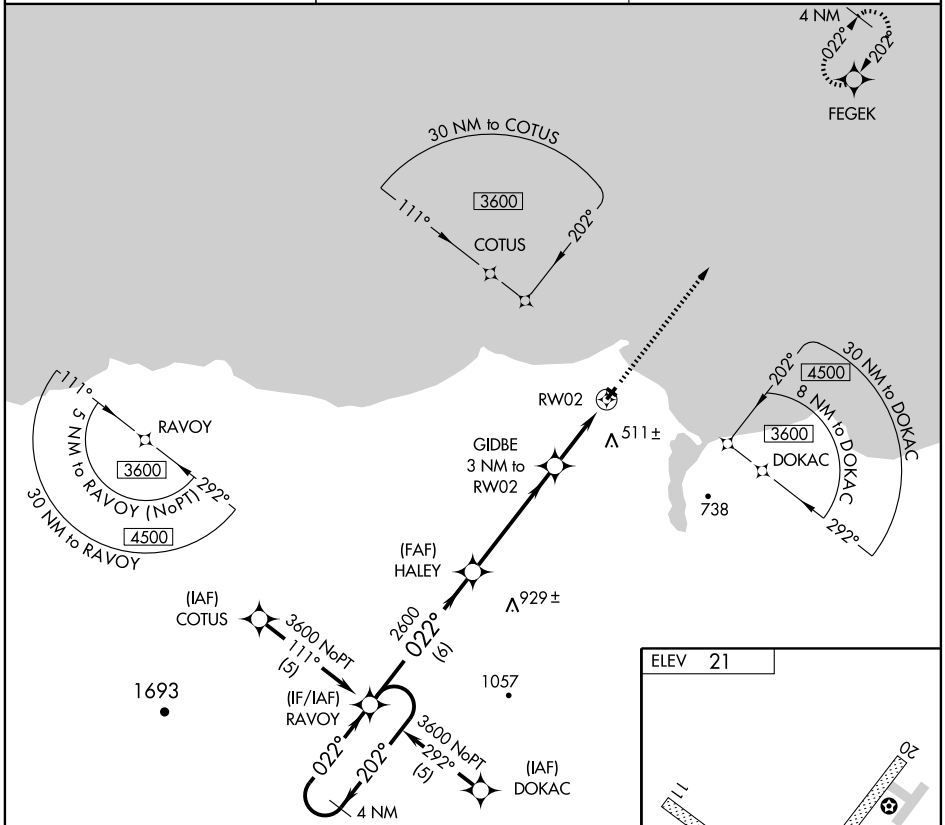 4 NM
022°
202°
FEGEK
30 NM to COTUS
3600
111°
202°
COTUS
RW02
511±
GIDBE
3 NM to
RW02
111°
RAVOY
3600
5 NM to RAVOY (NoPT)
292°
4500
30 NM to RAVOY
202°
4500
30 NM to DOKAC
8 NM to DOKAC
3600
DOKAC
292°
738
(FAF)
HALEY
929±
(IAF)
COTUS
3600 NoPT
111°
(5)
2600
022°
(6)
1693
(IF/IAF)
RAVOY
1057
022°
202°
4 NM
3600 NoPT
292°
(5)
(IAF)
DOKAC
ELEV 21
11
20